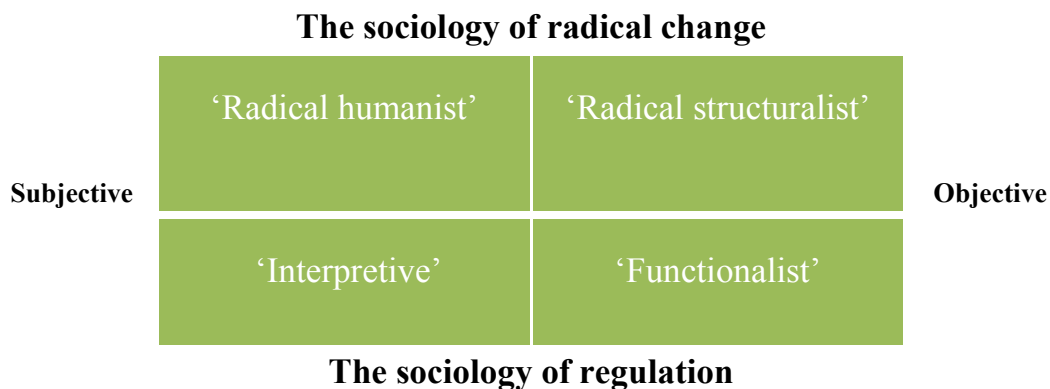 The sociology of radical change
‘Radical humanist’ ‘Radical structuralist’
Subjective Objective
‘Interpretive’ ‘Functionalist’
The sociology of regulation